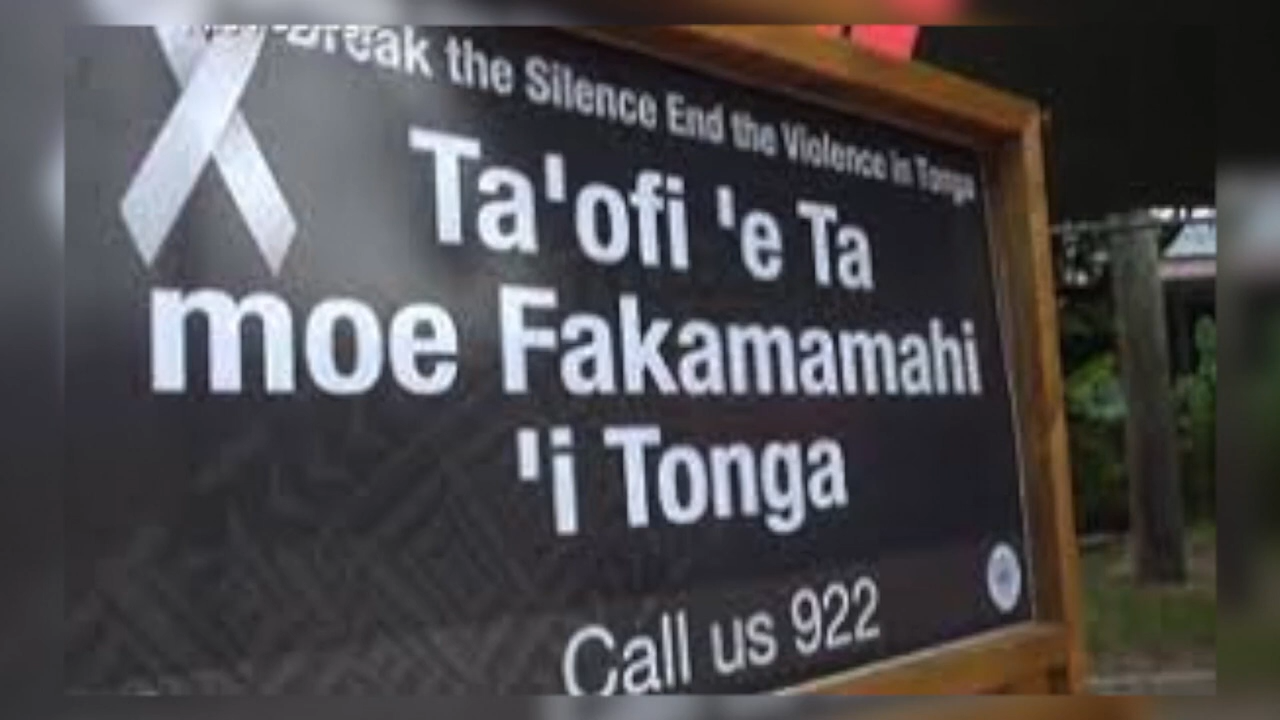 Break the Silence End the Violence in Tonga
Ta'ofi 'e Ta
moe Fakamamahi
'i Tonga
Call us 922